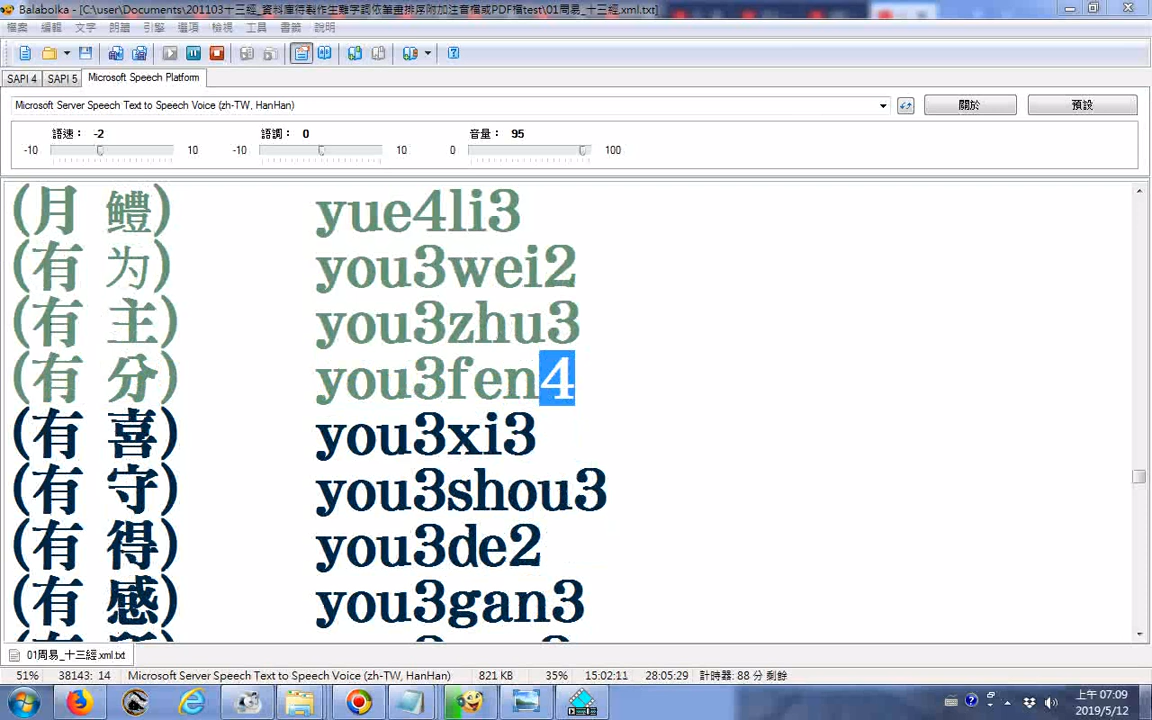 Balabolka - [C:\user\Documents\201103十三經_資料庫得製作生難字詞依筆畫排序附加注音檔或PDF檔test\01周易_十三經.xml.txt]
檔案 編輯 文字 朗讀 引擎 選項 檢視 工具 書籤 說明
SAPI 4 SAPI 5 Microsoft Speech Platform
Microsoft Server Speech Text to Speech Voice (zh-TW, HanHan) 關於 預設
語速： -2 語調： 0 音量： 95
-10 10 -10 10 0 100
(月 鳢) yue4li3
(有 为) you3wei2
(有 主) you3zhu3
(有 分) you3fen4
(有 喜) you3xi3
(有 守) you3shou3
(有 得) you3de2
(有 感) you3gan3
01周易_十三經.xml.txt
51% 38143: 14 Microsoft Server Speech Text to Speech Voice (zh-TW, HanHan) 821 KB 35% 15:02:11 28:05:29 計時器: 88 分 剩餘
上午 07:09
2019/5/12